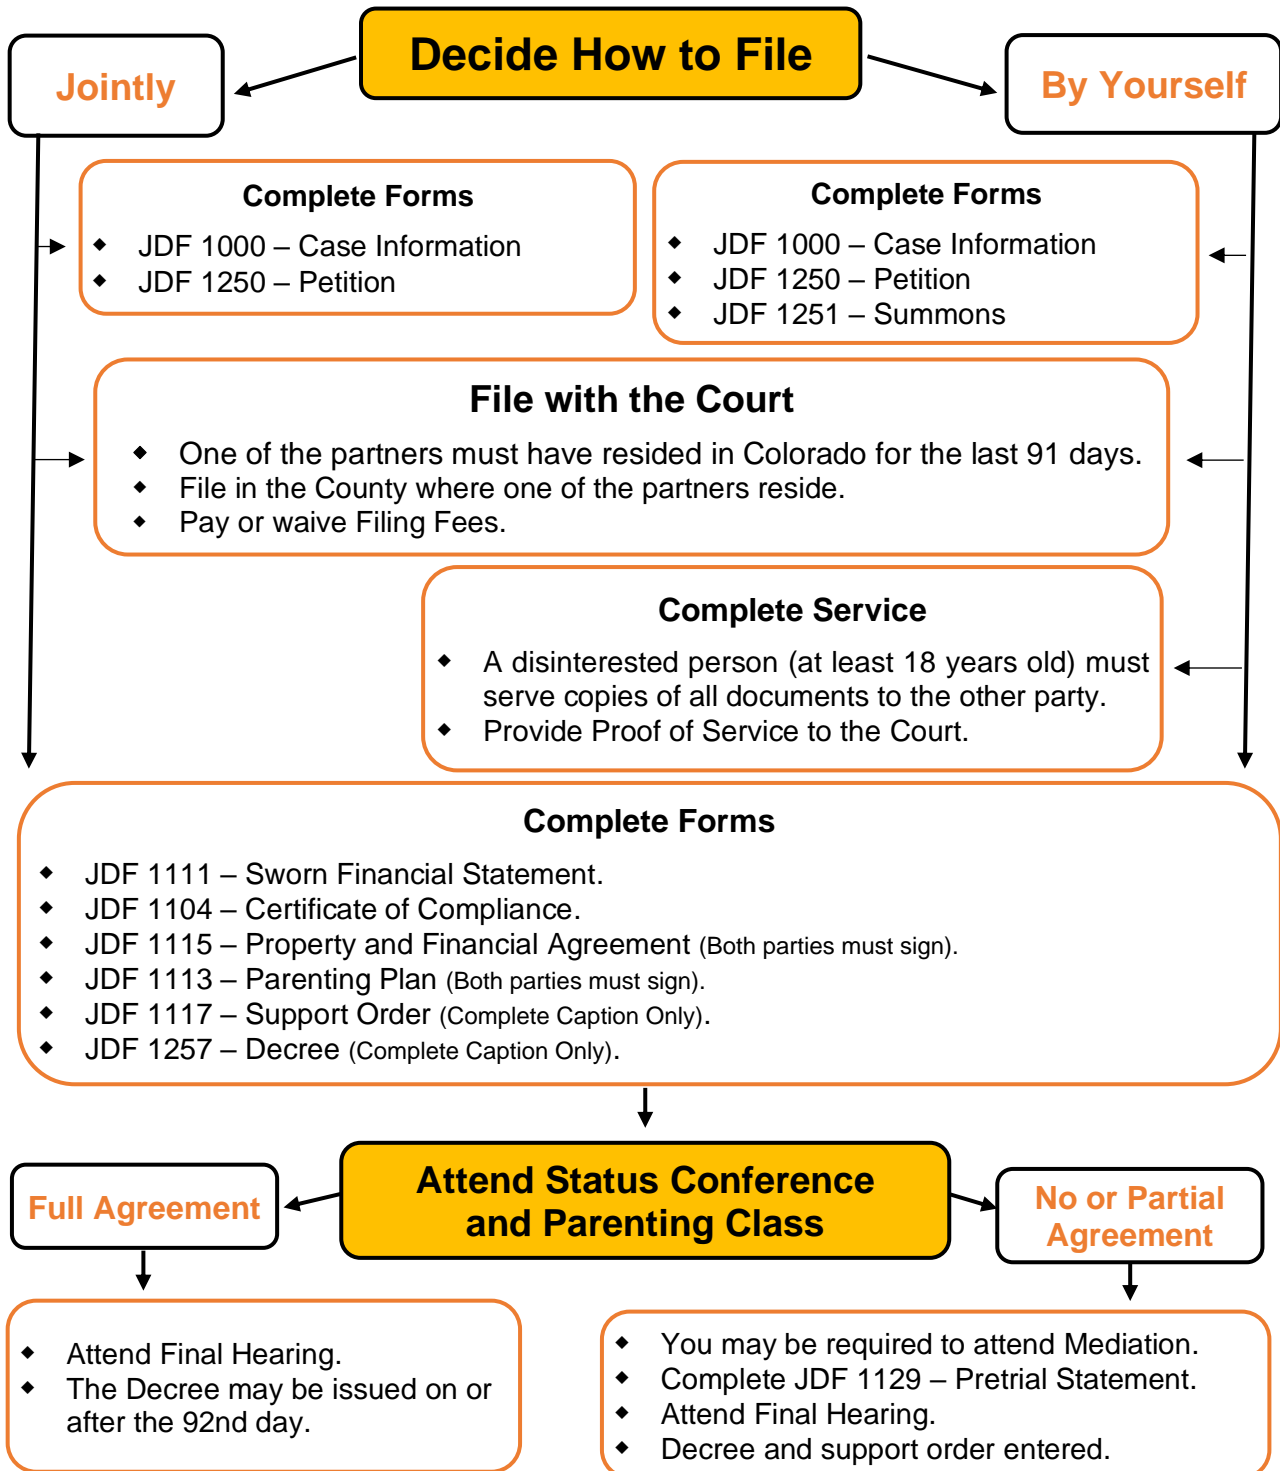 Decide How to File
Jointly
By Yourself
Complete Forms
◆ JDF 1000 – Case Information
◆ JDF 1250 – Petition
Complete Forms
◆ JDF 1000 – Case Information
◆ JDF 1250 – Petition
◆ JDF 1251 – Summons
File with the Court
◆ One of the partners must have resided in Colorado for the last 91 days.
◆ File in the County where one of the partners reside.
◆ Pay or waive Filing Fees.
Complete Service
◆ A disinterested person (at least 18 years old) must
serve copies of all documents to the other party.
◆ Provide Proof of Service to the Court.
Complete Forms
◆ JDF 1111 – Sworn Financial Statement.
◆ JDF 1104 – Certificate of Compliance.
◆ JDF 1115 – Property and Financial Agreement (Both parties must sign).
◆ JDF 1113 – Parenting Plan (Both parties must sign).
◆ JDF 1117 – Support Order (Complete Caption Only).
◆ JDF 1257 – Decree (Complete Caption Only).
Attend Status Conference
and Parenting Class
Full Agreement
No or Partial
Agreement
◆ Attend Final Hearing.
◆ The Decree may be issued on or
after the 92nd day.
◆ You may be required to attend Mediation.
◆ Complete JDF 1129 – Pretrial Statement.
◆ Attend Final Hearing.
◆ Decree and support order entered.